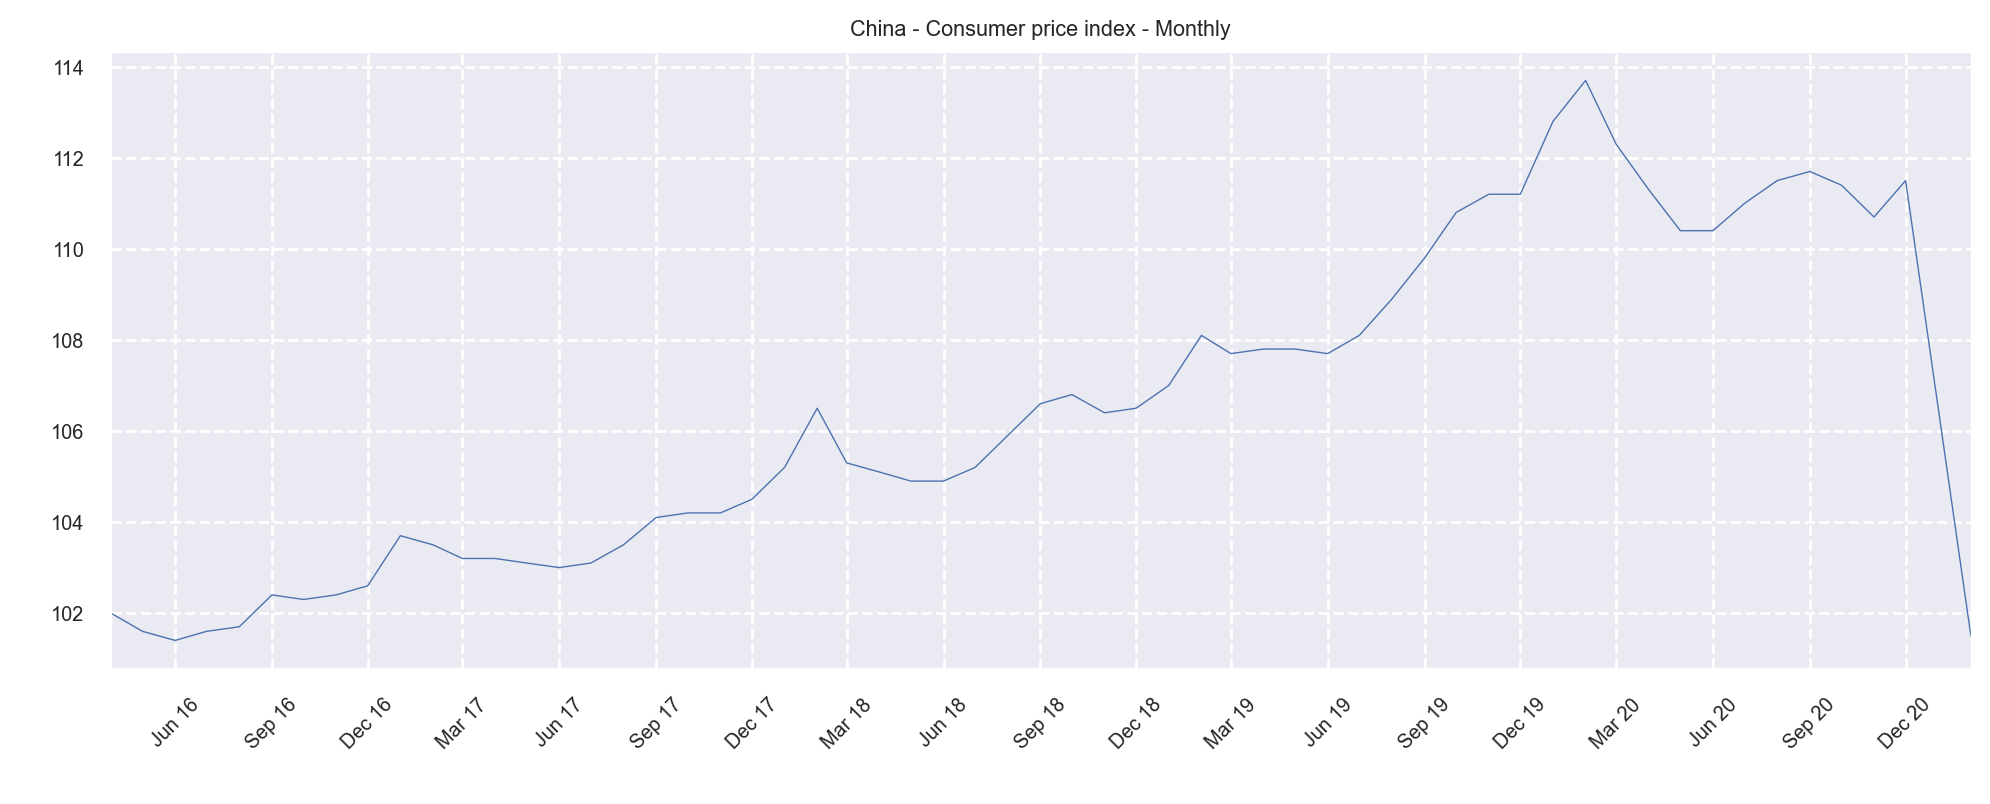 China - Consumer price index - Monthly
114
112
110
108
106
104
102
Jun 16
Sep 16
Dec 16
Mar 17
Jun 17
Sep 17
Dec 17
Mar 18
Jun 18
Sep 18
Dec 18
Mar 19
Jun 19
Sep 19
Dec 19
Mar 20
Jun 20
Sep 20
Dec 20